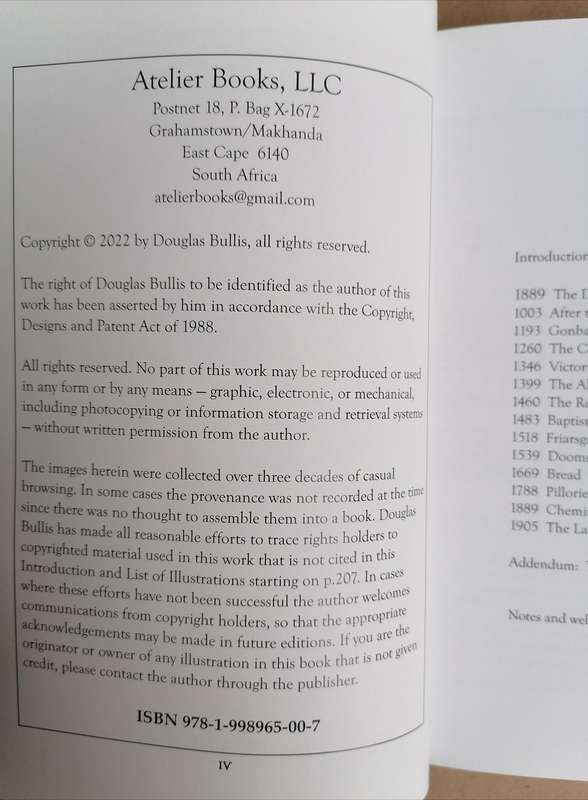 Atelier Books, LLC
Postnet 18, P. Bag X-1672
Grahamstown/Makhanda
East Cape 6140
South Africa
atelierbooks@gmail.com
Copyright © 2022 by Douglas Bullis, all rights reserved.
The right of Douglas Bullis to be identified as the author of this
work has been asserted by him in accordance with the Copyright,
Designs and Patent Act of 1988.
All rights reserved. No part of this work may be reproduced or used
in any form or by any means — graphic, electronic, or mechanical,
including photocopying or information storage and retrieval systems
— without written permission from the author.
The images herein were collected over three decades of casual
browsing. In some cases the provenance was not recorded at the time
since there was no thought to assemble them into a book. Douglas
Bullis has made all reasonable efforts to trace rights holders to
copyrighted material used in this work that is not cited in this
Introduction and List of Illustrations starting on p.207. In cases
where these efforts have not been successful the author welcomes
communications from copyright holders, so that the appropriate
acknowledgements may be made in future editions. If you are the
originator or owner of any illustration in this book that is not given
credit, please contact the author through the publisher.
ISBN 978-1-998965-00-7
IV
Introduction
1889 The
1003 After
1193
1260 The
1346 Victor
1399 The
1460 The
1483 Baptis
1518 Friarsg
1539 Dooms
1669 Bread
1788 Pillorie
1889 Chemi
1905 The La
Addendum:
Notes and wel